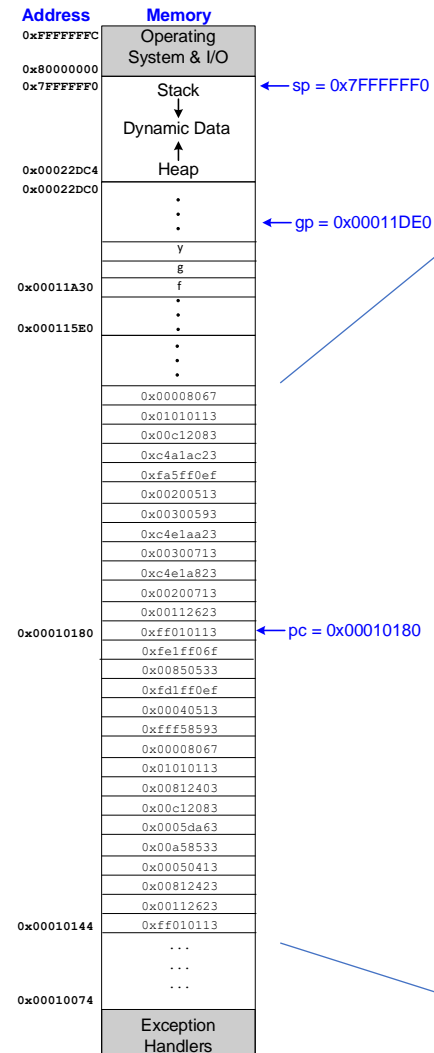 Address Memory
0xFFFFFFFC Operating
System & I/O
0x80000000
0x7FFFFFF0 Stack sp = 0x7FFFFFF0
Dynamic Data
0x00022DC4 Heap
0x00022DC0
.
.
. gp = 0x00011DE0
y
g
0x00011A30 f
.
.
0x000115E0 .
.
.
.
0x00008067
0x01010113
0x00c12083
0xc4a1ac23
0xfa5ff0ef
0x00200513
0x00300593
0xc4e1aa23
0x00300713
0xc4e1a823
0x00200713
0x00112623
0x00010180 0xff010113 pc = 0x00010180
0xfe1ff06f
0x00850533
0xfd1ff0ef
0x00040513
0xfff58593
0x00008067
0x01010113
0x00812403
0x00c12083
0x0005da63
0x00a58533
0x00050413
0x00812423
0x00112623
0x00010144 0xff010113
...
...
...
0x00010074
Exception
Handlers